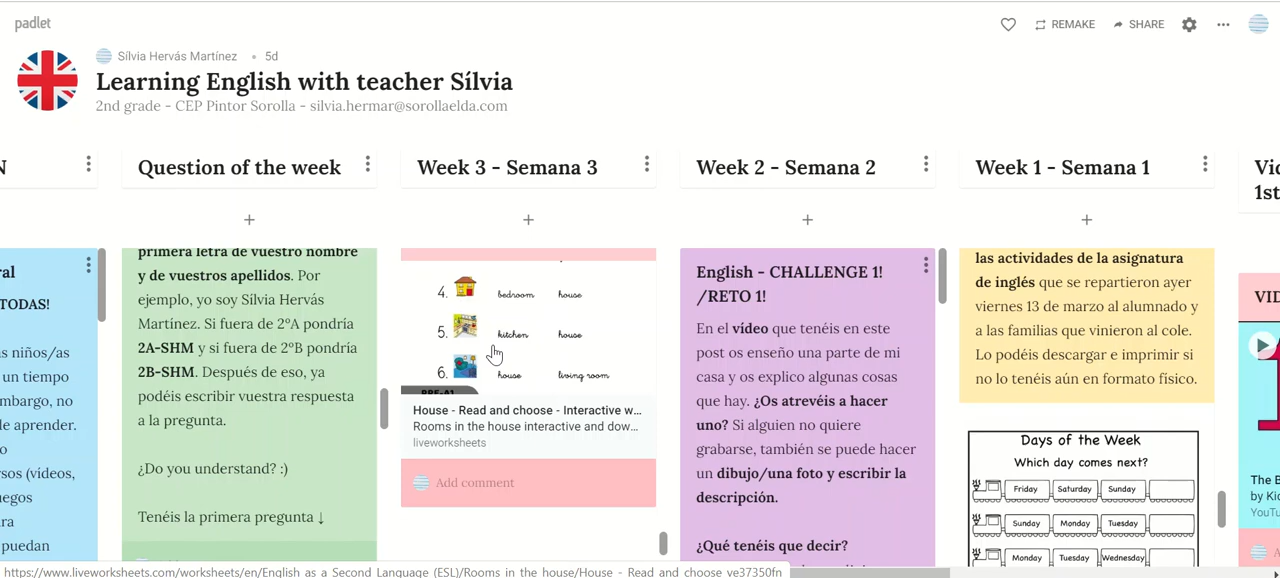 padlet
REMAKE
SHARE
Sílvia Hervás Martínez • 5d
Learning English with teacher Sílvia
2nd grade - CEP Pintor Sorolla - silvia.hermar@sorollaelda.com
N
Question of the week
Week 3 - Semana 3
Week 2 - Semana 2
Week 1 - Semana 1
Vid
1st
+
+
+
+
ral
TODAS!
s niños/as
un tiempo
mbargo, no
de aprender.
o
rsos (vídeos,
uegos
ra
puedan
primera letra de vuestro nombre
y de vuestros apellidos. Por
ejemplo, yo soy Sílvia Hervás
Martínez. Si fuera de 2ºA pondría
2A-SHM y si fuera de 2ºB pondría
2B-SHM. Después de eso, ya
podéis escribir vuestra respuesta
a la pregunta.
¿Do you understand? :)
Tenéis la primera pregunta ↓
4. bedroom house
5. kitchen house
6. house living room
PRE-A1
House - Read and choose - Interactive w...
Rooms in the house interactive and dow...
liveworksheets
Add comment
English - CHALLENGE 1!
/RETO 1!
En el vídeo que tenéis en este
post os enseño una parte de mi
casa y os explico algunas cosas
que hay. ¿Os atrevéis a hacer
uno? Si alguien no quiere
grabarse, también se puede hacer
un dibujo/una foto y escribir la
descripción.
¿Qué tenéis que decir?
las actividades de la asignatura
de inglés que se repartieron ayer
viernes 13 de marzo al alumnado y
a las familias que vinieron al cole.
Lo podéis descargar e imprimir si
no lo tenéis aún en formato físico.
Days of the Week
Which day comes next?
Friday Saturday Sunday
Sunday Monday Tuesday
Monday Tuesday Wednesday
VID
The B
by Kid
YouTu
https://www.liveworksheets.com/worksheets/en/English as a Second Language (ESL)/Rooms in the house/House - Read and choose ve37350fn